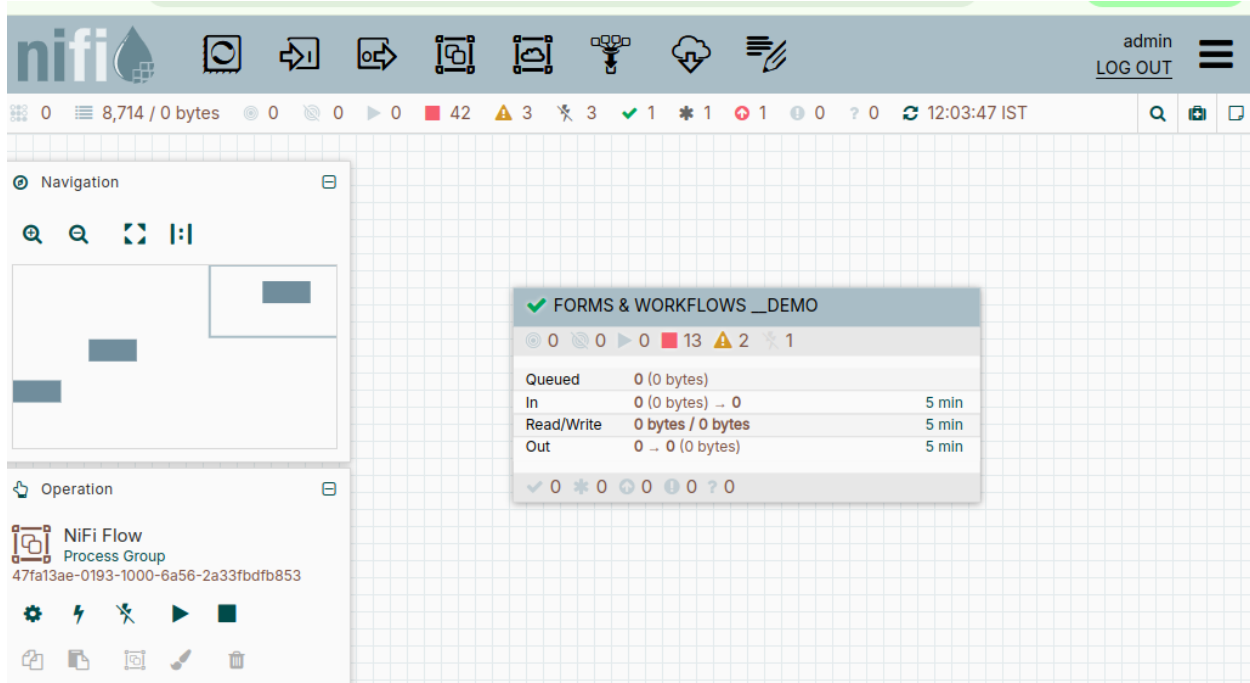 nifi
admin
LOG OUT
0 8,714 / 0 bytes 0 0 0 42 3 3 1 1 1 0 ? 0 12:03:47 IST
Navigation
FORMS & WORKFLOWS __DEMO
0 0 0 13 2 1
Queued 0 (0 bytes)
In 0 (0 bytes) → 0 5 min
Read/Write 0 bytes / 0 bytes 5 min
Out 0 → 0 (0 bytes) 5 min
0 0 0 0 ? 0
Operation
NiFi Flow
Process Group
47fa13ae-0193-1000-6a56-2a33fbdfb853